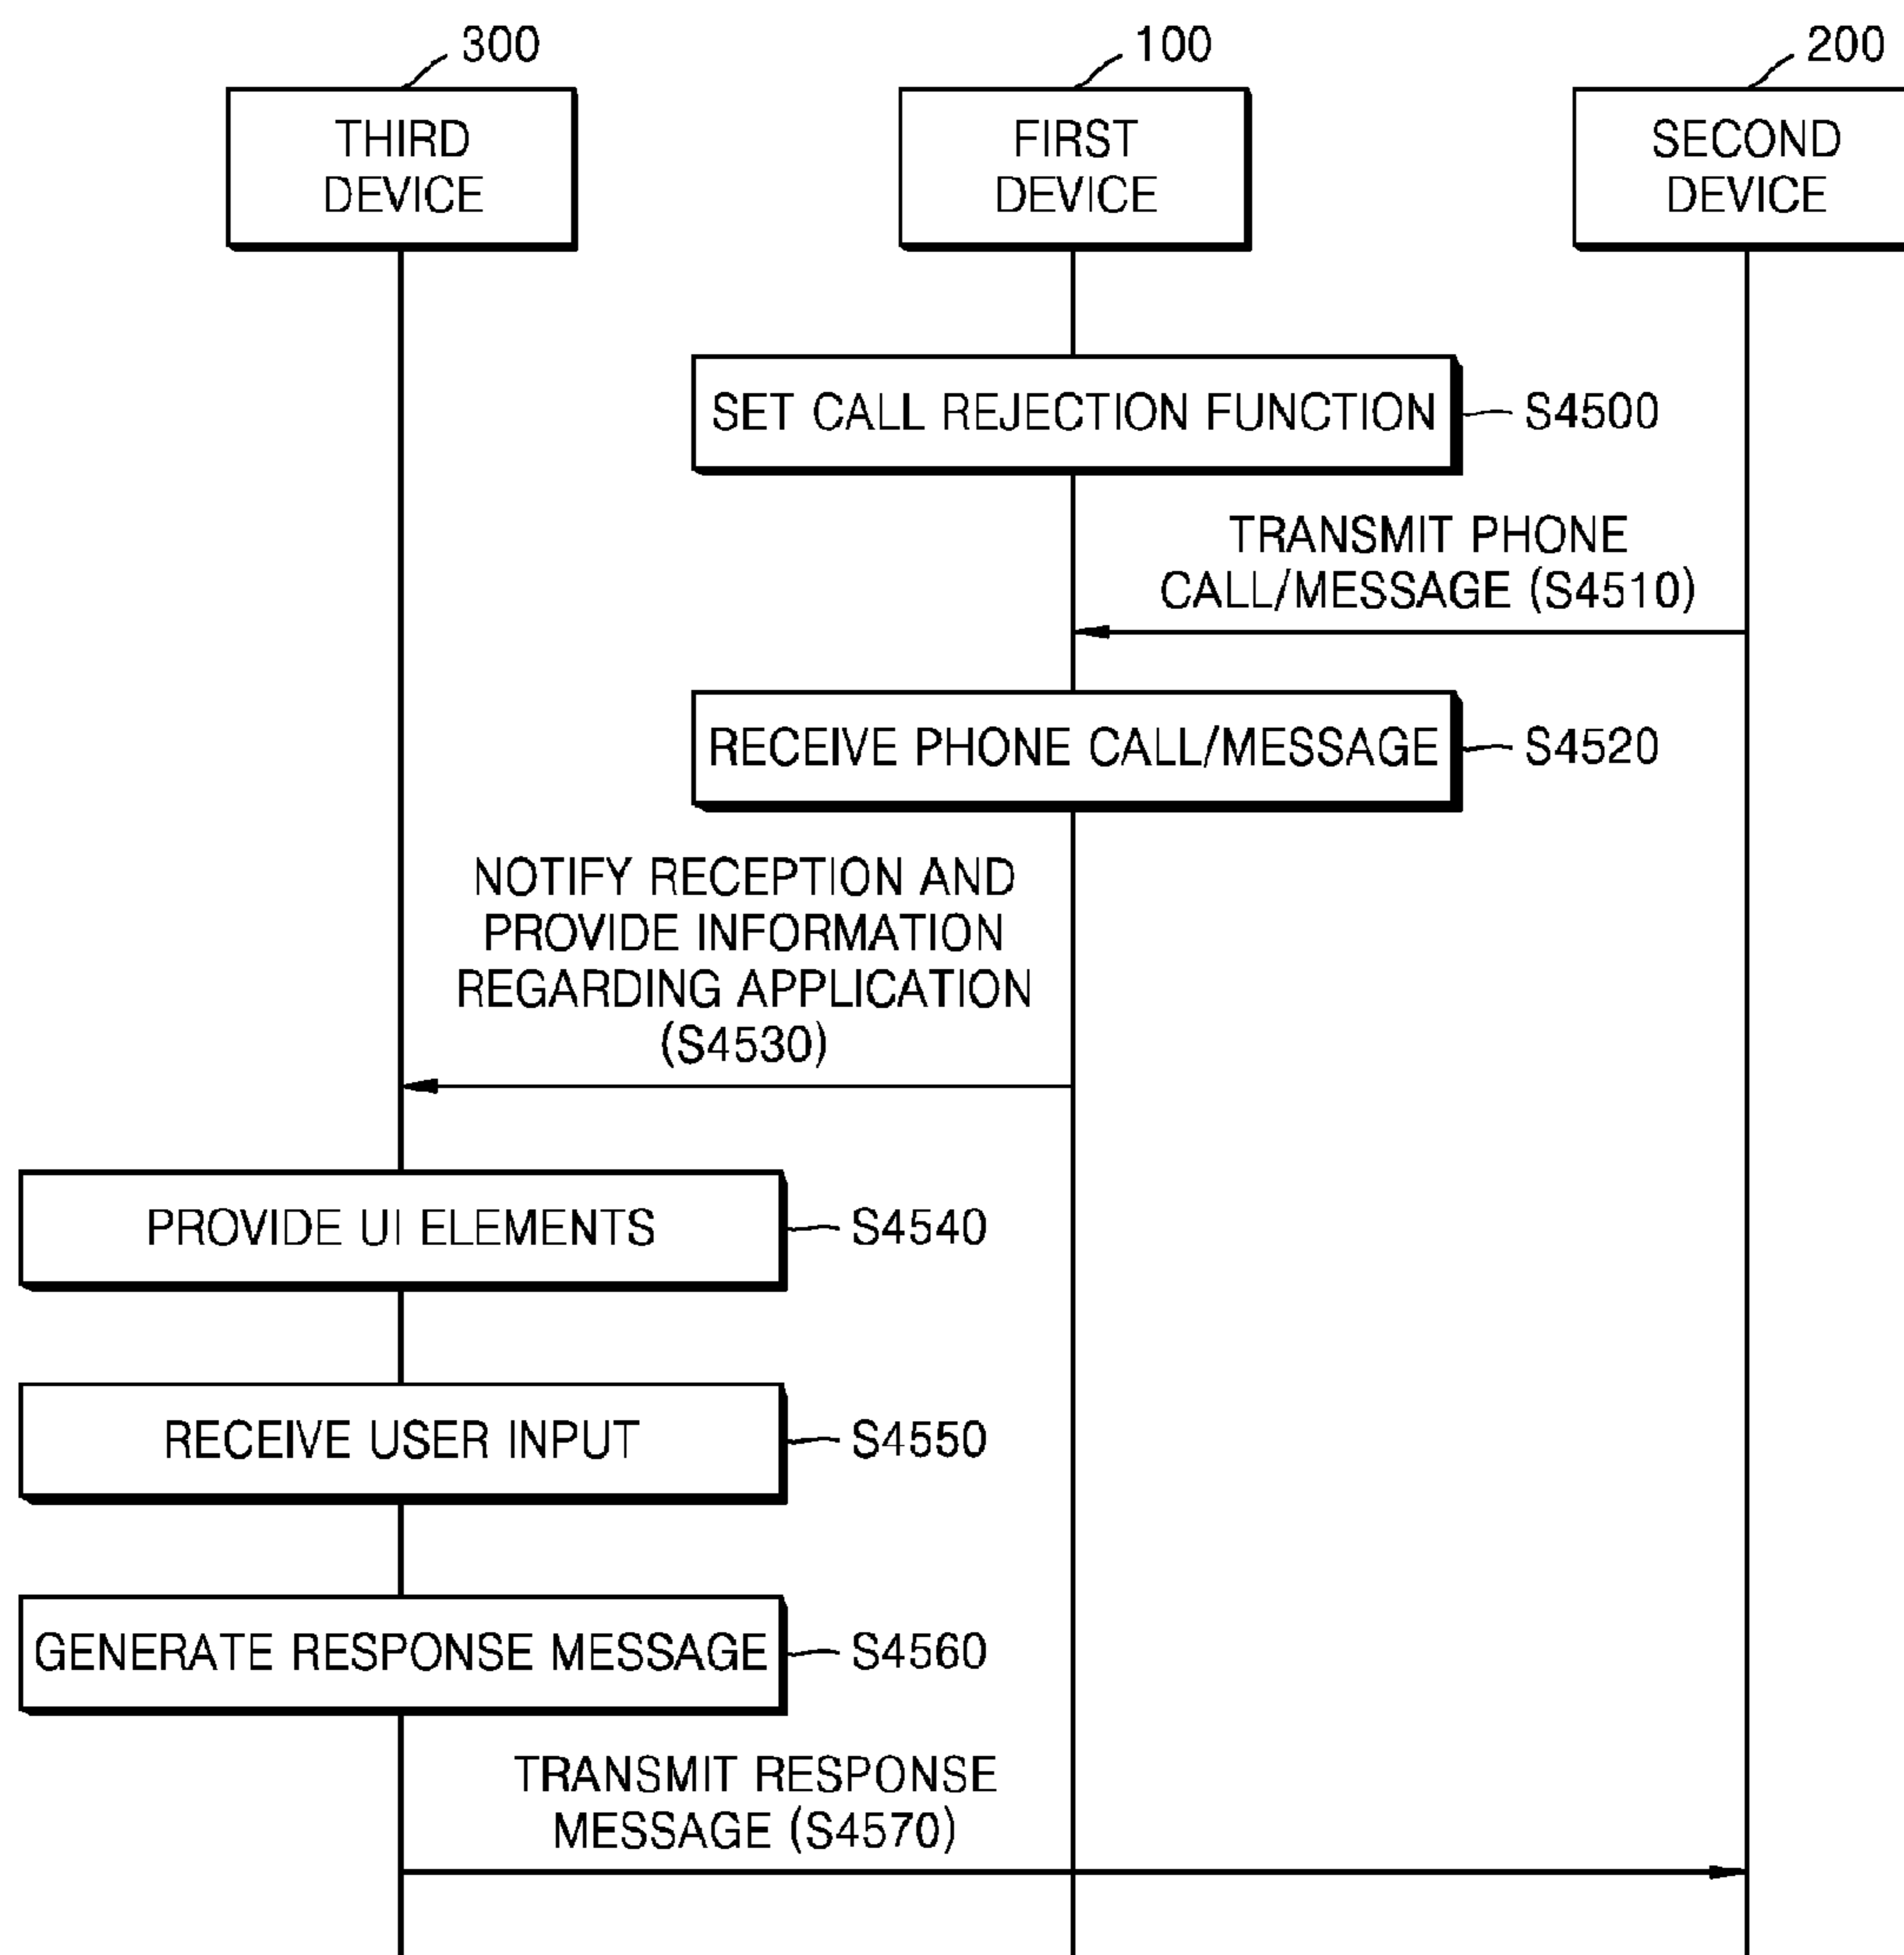 300
100
200
THIRD
DEVICE
FIRST
DEVICE
SECOND
DEVICE
SET CALL REJECTION FUNCTION
S4500
TRANSMIT PHONE
CALL/MESSAGE (S4510)
RECEIVE PHONE CALL/MESSAGE
S4520
NOTIFY RECEPTION AND
PROVIDE INFORMATION
REGARDING APPLICATION
(S4530)
PROVIDE UI ELEMENTS
S4540
RECEIVE USER INPUT
S4550
GENERATE RESPONSE MESSAGE
S4560
TRANSMIT RESPONSE
MESSAGE (S4570)